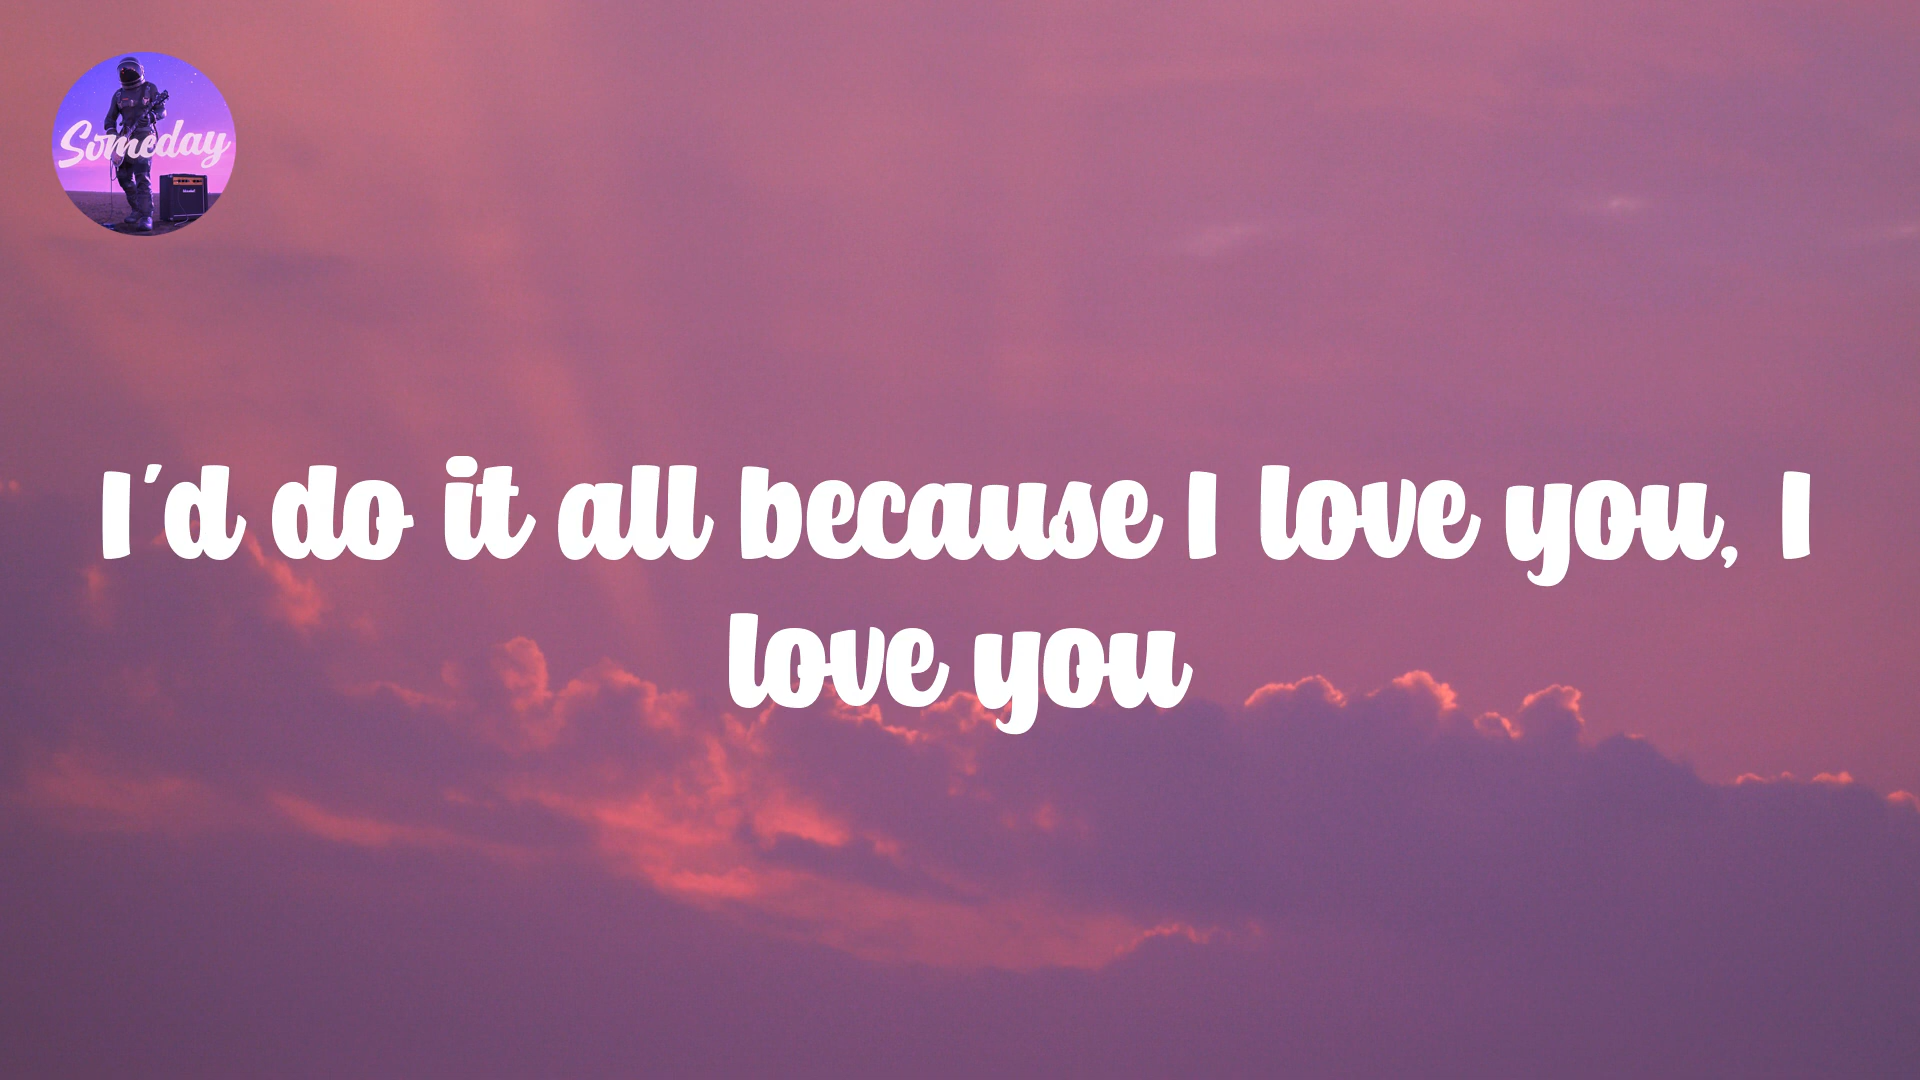 Someday
I'd do it all because I love you, I
love you